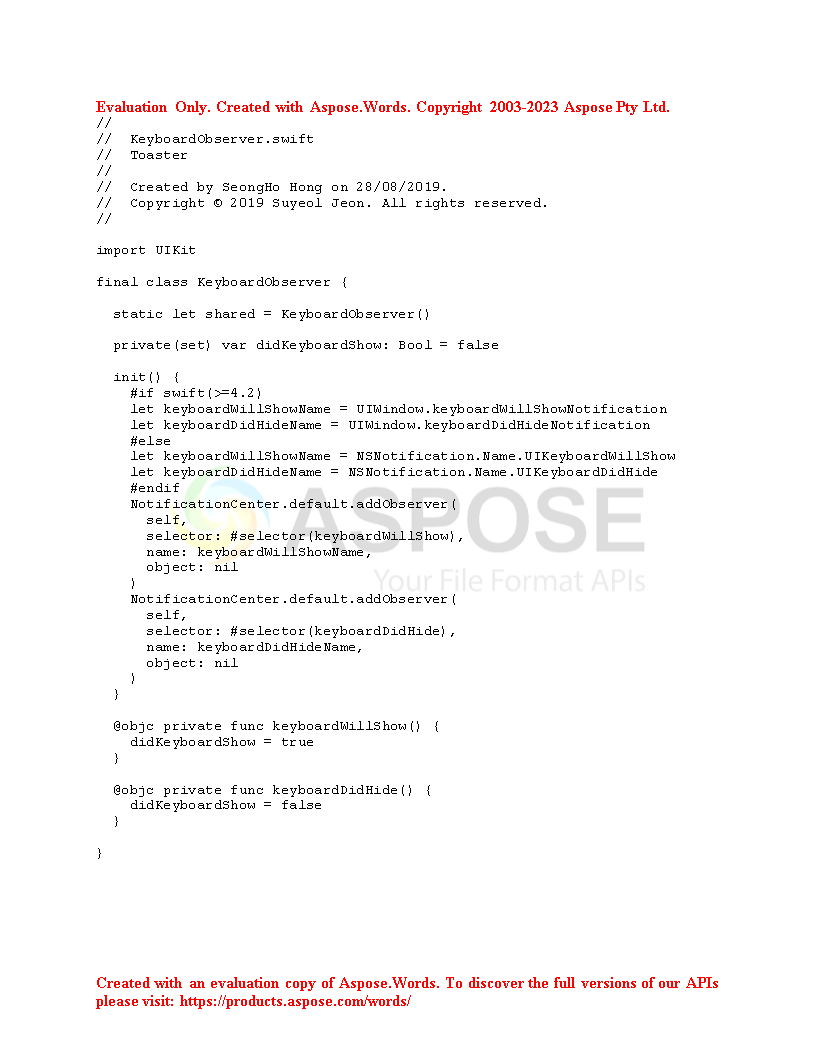 Evaluation Only. Created with Aspose.Words. Copyright 2003-2023 Aspose Pty Ltd.
//
//  KeyboardObserver.swift
//  Toaster
//
//  Created by SeongHo Hong on 28/08/2019.
//  Copyright © 2019 Suyeol Jeon. All rights reserved.
//

import UIKit

final class KeyboardObserver {

  static let shared = KeyboardObserver()

  private(set) var didKeyboardShow: Bool = false

  init() {
    #if swift(>=4.2)
    let keyboardWillShowName = UIWindow.keyboardWillShowNotification
    let keyboardDidHideName = UIWindow.keyboardDidHideNotification
    #else
    let keyboardWillShowName = NSNotification.Name.UIKeyboardWillShow
    let keyboardDidHideName = NSNotification.Name.UIKeyboardDidHide
    #endif
    NotificationCenter.default.addObserver(
      self,
      selector: #selector(keyboardWillShow),
      name: keyboardWillShowName,
      object: nil
    )
    NotificationCenter.default.addObserver(
      self,
      selector: #selector(keyboardDidHide),
      name: keyboardDidHideName,
      object: nil
    )
  }

  @objc private func keyboardWillShow() {
    didKeyboardShow = true
  }

  @objc private func keyboardDidHide() {
    didKeyboardShow = false
  }

}
ASPOSE
Your File Format APIs
Created with an evaluation copy of Aspose.Words. To discover the full versions of our APIs
please visit: https://products.aspose.com/words/